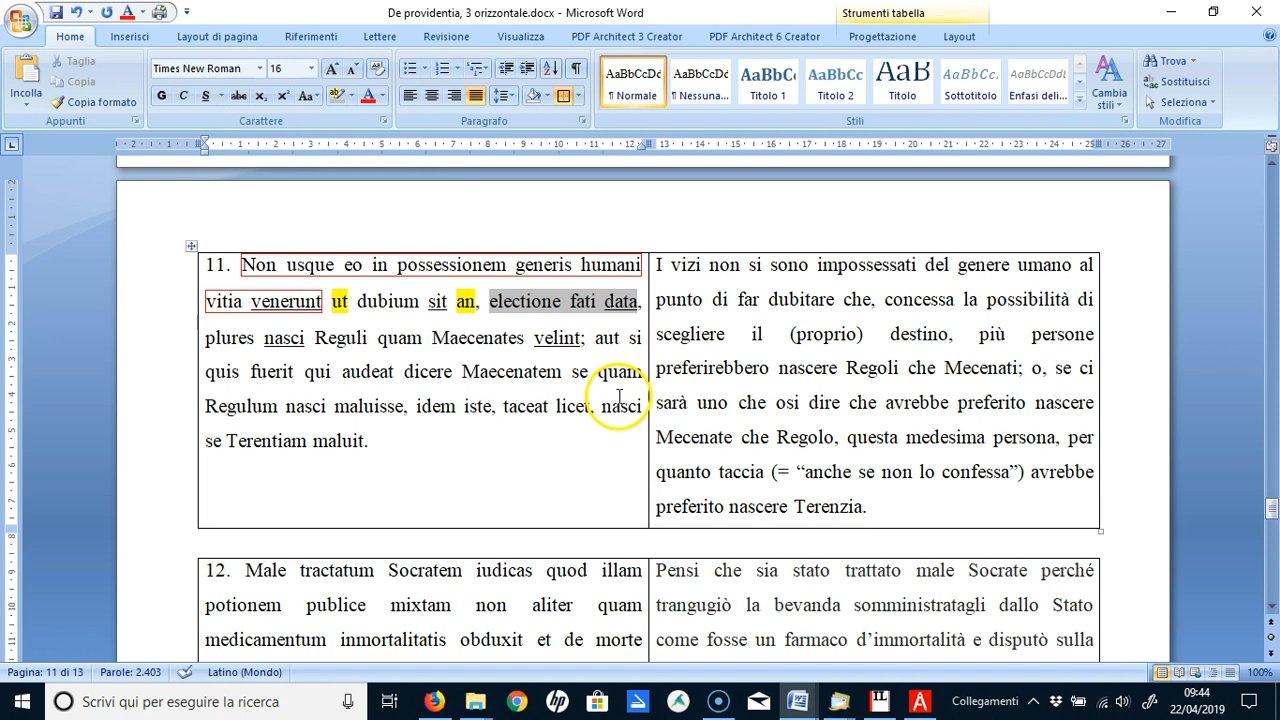 De providentia, 3 orizzontale.docx - Microsoft Word
Strumenti tabella
Home Inserisci Layout di pagina Riferimenti Lettere Revisione Visualizza PDF Architect 3 Creator PDF Architect 6 Creator Progettazione Layout
Incolla
Taglia
Copia
Copia formato
Appunti
Times New Roman 16
Carattere
Paragrafo
AaBbCcDd AaBbCcDd AaBbCc AaBbCc AaB AaBbCc AaBbCcDd
¶ Normale ¶ Nessuna... Titolo 1 Titolo 2 Titolo Sottotitolo Enfasi deli...
Stili
Cambia stili
Trova
Sostituisci
Seleziona
Modifica
11. Non usque eo in possessionem generis humani
vitia venerunt ut dubium sit an, electione fati data,
plures nasci Reguli quam Maecenates velint; aut si
quis fuerit qui audeat dicere Maecenatem se quam
Regulum nasci maluisse, idem iste, taceat licet, nasci
se Terentiam maluit.
I vizi non si sono impossessati del genere umano al
punto di far dubitare che, concessa la possibilità di
scegliere il (proprio) destino, più persone
preferirebbero nascere Regoli che Mecenati; o, se ci
sarà uno che osi dire che avrebbe preferito nascere
Mecenate che Regolo, questa medesima persona, per
quanto taccia (= “anche se non lo confessa”) avrebbe
preferito nascere Terenzia.
12. Male tractatum Socratem iudicas quod illam
potionem publice mixtam non aliter quam
medicamentum inmortalitatis obduxit et de morte
Pensi che sia stato trattato male Socrate perché
trangugiò la bevanda somministratagli dallo Stato
come fosse un farmaco d’immortalità e disputò sulla
Pagina: 11 di 13 Parole: 2.403 Latino (Mondo) 100%
Scrivi qui per eseguire la ricerca
Collegamenti
09:44
22/04/2019